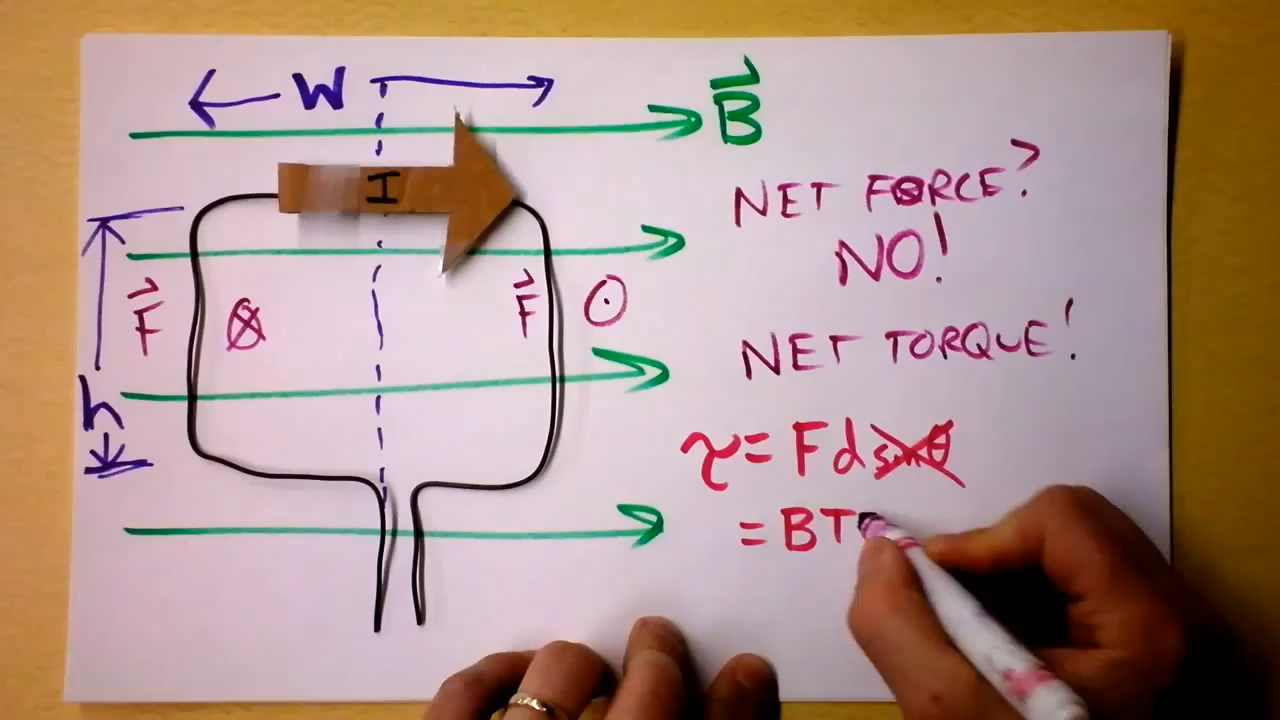 W
B
I
NET FORCE?
NO!
F
F
NET TORQUE!
h
τ = Fd sinθ
= BI